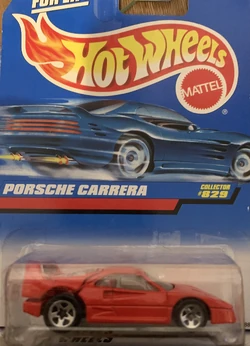 HOT WHEELS
MATTEL
PORSCHE CARRERA
COLLECTOR
#829